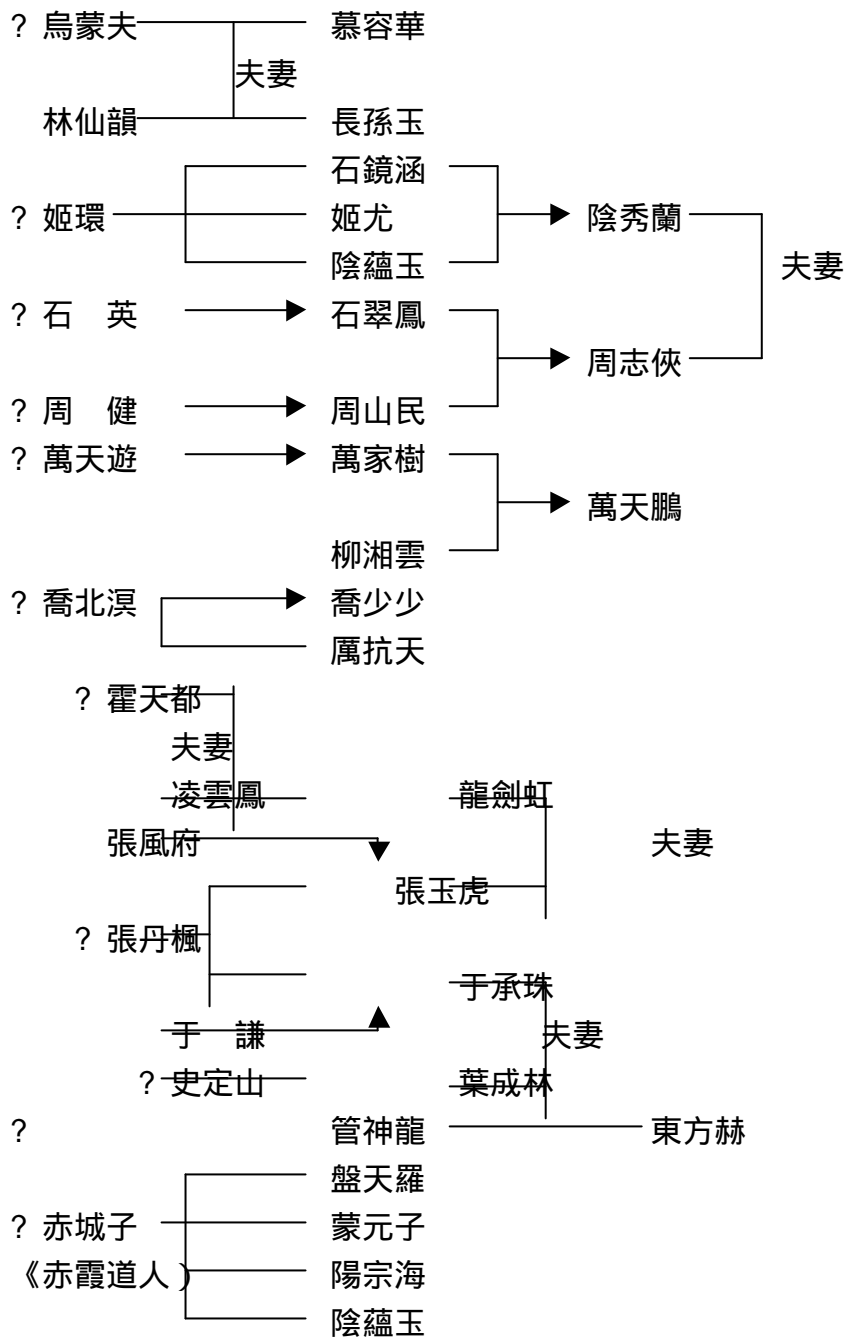 ? 烏蒙夫 慕容華
夫妻
林仙韻 長孫玉
石鏡涵
? 姬環 姬尤 陰秀蘭
陰蘊玉 夫妻
? 石　英 石翠鳳
周志俠
? 周　健 周山民
? 萬天遊 萬家樹
萬天鵬
柳湘雲
? 喬北溟 喬少少
厲抗天
? 霍天都
夫妻
凌雲鳳 龍劍虹
張風府 夫妻
張玉虎
? 張丹楓
于承珠
于　謙 夫妻
? 史定山 葉成林
? 管神龍 東方赫
盤天羅
? 赤城子 蒙元子
《赤霞道人） 陽宗海
陰蘊玉